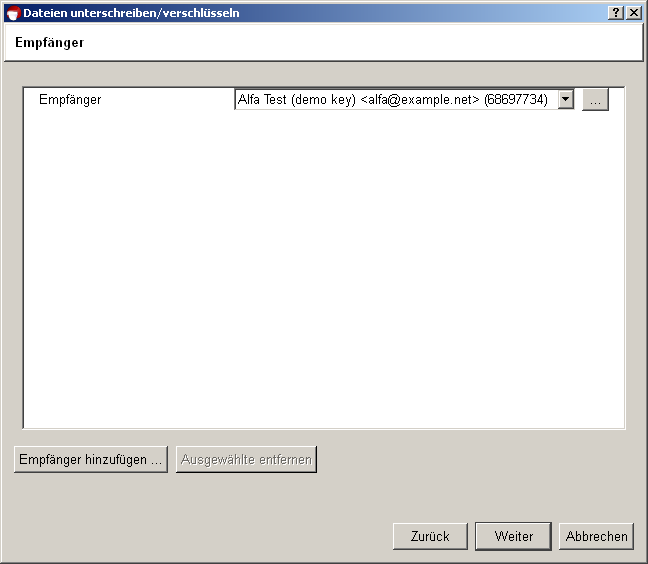 Dateien unterschreiben/verschlüsseln
Empfänger
Empfänger Alfa Test (demo key) <alfa@example.net> (68697734) ...
Empfänger hinzufügen ... Ausgewählte entfernen
Zurück Weiter Abbrechen